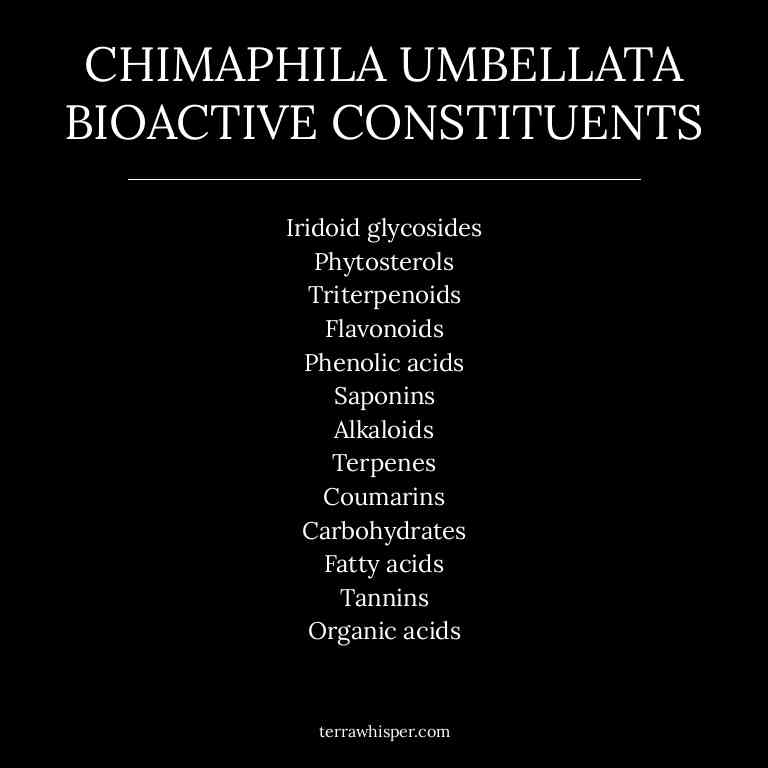 CHIMAPHILA UMBELLATA
BIOACTIVE CONSTITUENTS
Iridoid glycosides
Phytosterols
Triterpenoids
Flavonoids
Phenolic acids
Saponins
Alkaloids
Terpenes
Coumarins
Carbohydrates
Fatty acids
Tannins
Organic acids
terrawhisper.com